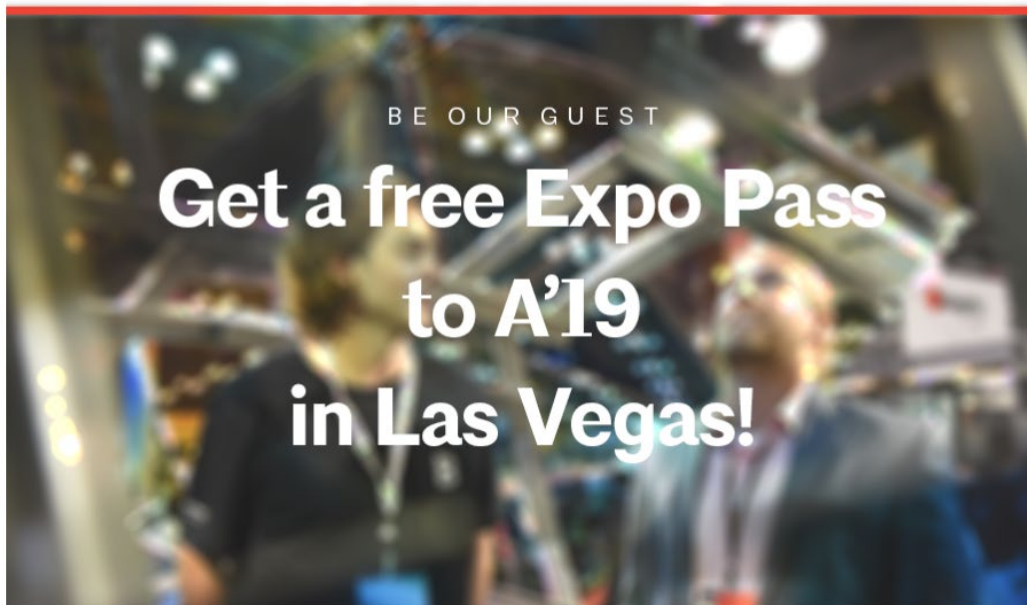 BE OUR GUEST
Get a free Expo Pass
to A’19
in Las Vegas!